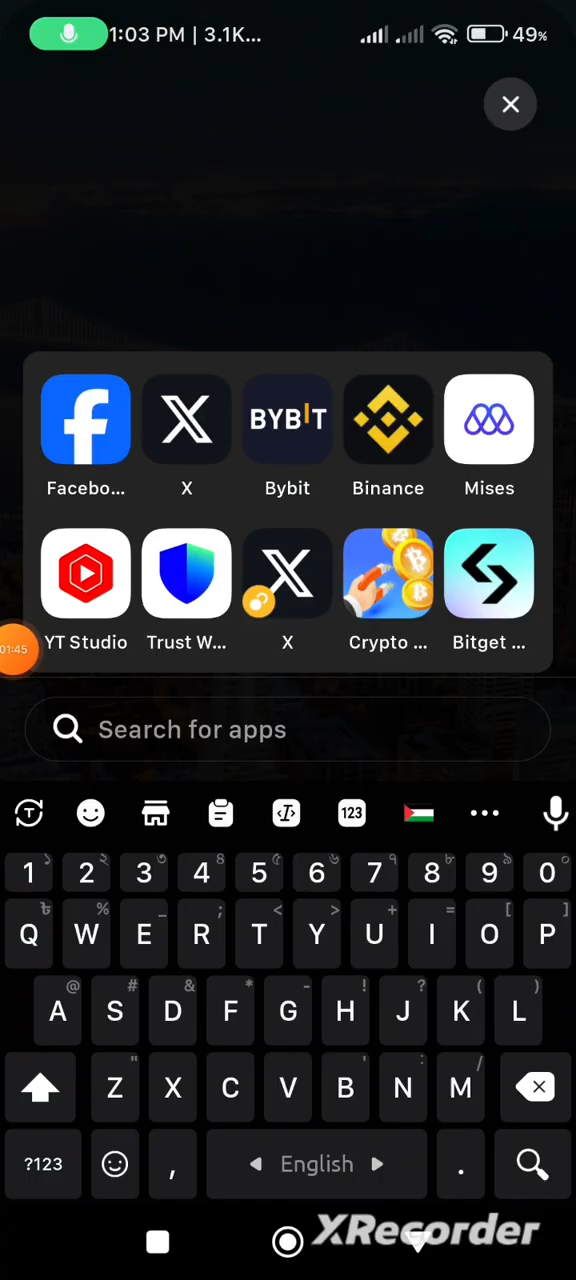 1:03 PM | 3.1K... 49%
Facebo... X Bybit Binance Mises
BYBIT
YT Studio Trust W... X Crypto ... Bitget ...
01:45
Search for apps
123
1 2 3 4 5 6 7 8 9 0
Q W E R T Y U I O P
A S D F G H J K L
Z X C V B N M
?123 , English .
XRecorder